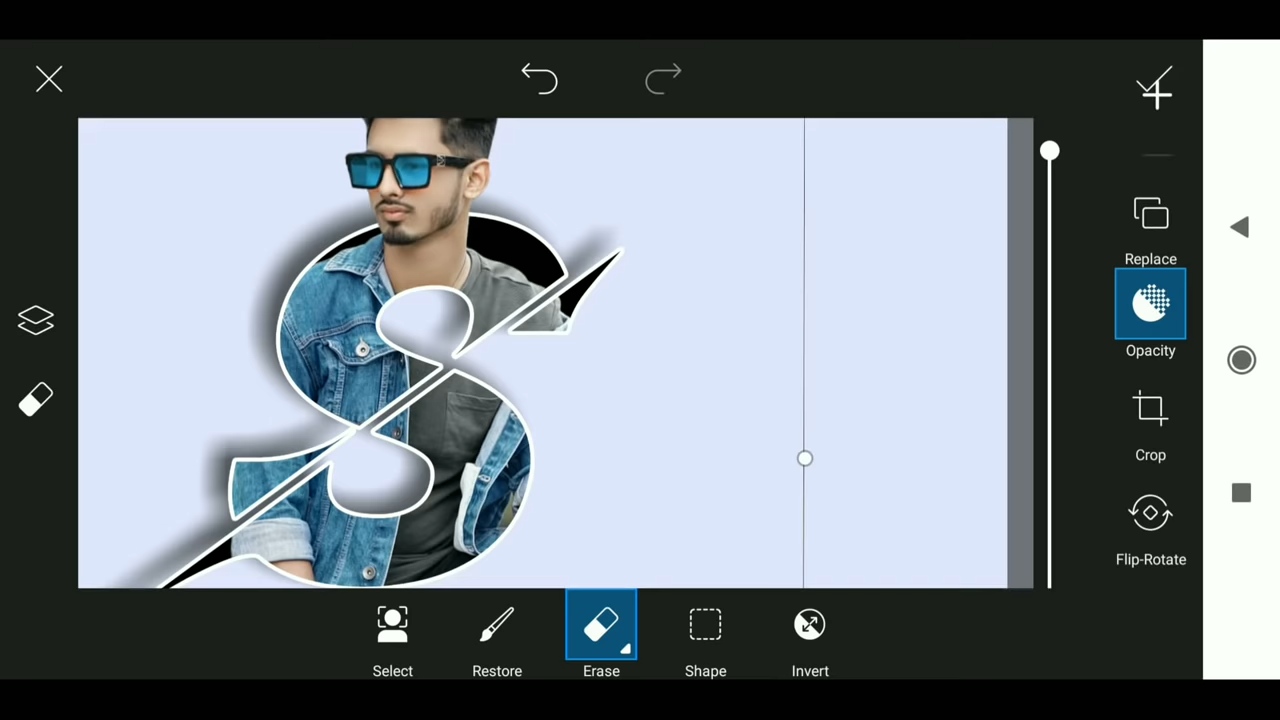 Replace
Opacity
Crop
Flip-Rotate
Select
Restore
Erase
Shape
Invert
S